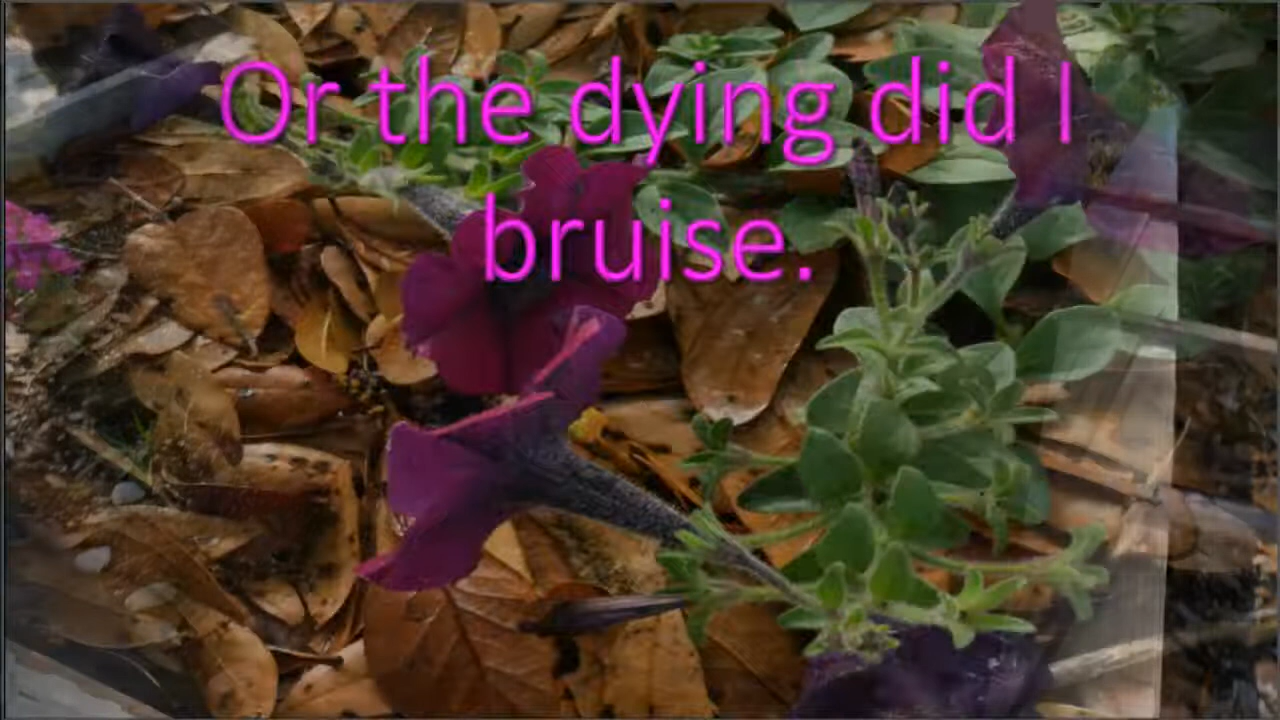 Or the dying did I
bruise.